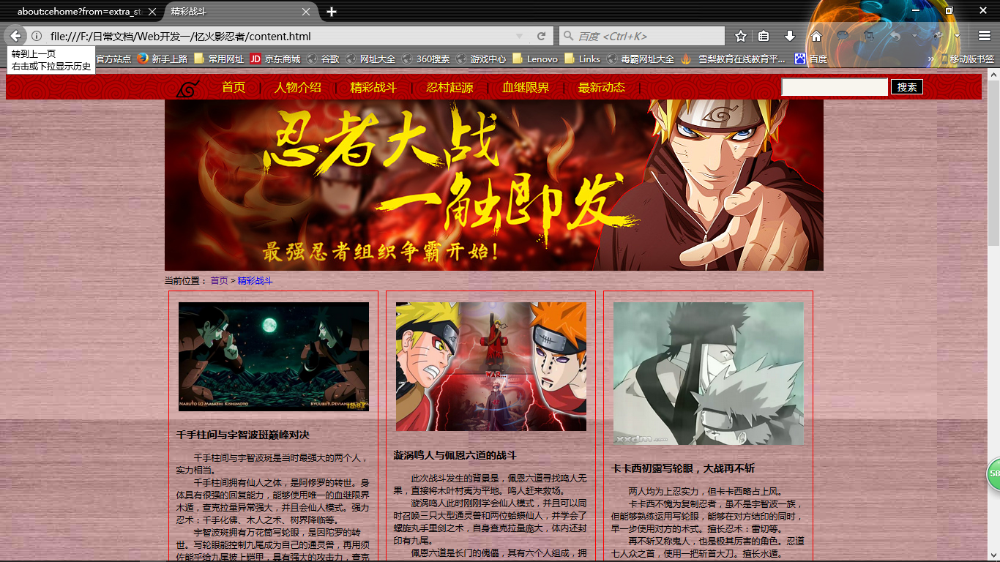 about:cehome?from=extra_st
精彩战斗
file:///F:/日常文档/Web开发一/忆火影忍者/content.html
百度 <Ctrl+K>
转到上一页
右击或下拉显示历史
官方站点 新手上路 常用网址 JD 京东商城 谷歌 网址大全 360搜索 游戏中心 Lenovo Links 毒霸网址大全 雪梨教育在线教育平... 百度 » 移动版书签
首页 | 人物介绍 | 精彩战斗 | 忍村起源 | 血继限界 | 最新动态 |
搜索
忍者大战
一触即发
最强忍者组织争霸开始!
当前位置: 首页 > 精彩战斗
NARUTO (C) MASASHI KISHIMOTO
千手柱间与宇智波斑巅峰对决
千手柱间与宇智波斑是当时最强大的两个人，
实力相当。
千手柱间拥有仙人之体，是阿修罗的转世。身
体具有很强的回复能力，能够使用唯一的血继限界
木遁，查克拉量异常强大，并且会仙人模式。强力
忍术：千手化佛、木人之术、树界降临等。
宇智波斑拥有万花筒写轮眼，是因陀罗的转
世。写轮眼能控制九尾成为自己的通灵兽，再用须
佐能乎给九尾披上铠甲，具有强大的攻击力，查克
WAR...
漩涡鸣人与佩恩六道的战斗
此次战斗发生的背景是，佩恩六道寻找鸣人无
果，直接将木叶村夷为平地。鸣人赶来救场。
漩涡鸣人此时刚刚学会仙人模式，并且可以同
时召唤三只大型通灵兽和两位蛤蟆仙人，并学会了
螺旋丸手里剑之术，自身查克拉量庞大，体内还封
印有九尾。
佩恩六道是长门的傀儡，其有六个人组成，拥
xxdm
卡卡西初露写轮眼，大战再不斩
两人均为上忍实力，但卡卡西略占上风。
卡卡西不愧为复制忍者，虽不是宇智波一族，
但能够熟练运用写轮眼，能够在对方结印的同时，
早一步使用对方的术式。擅长忍术：雷切等。
再不斩又称鬼人，也是极其厉害的角色。忍道
七人众之首，使用一把斩首大刀。擅长水遁。
58